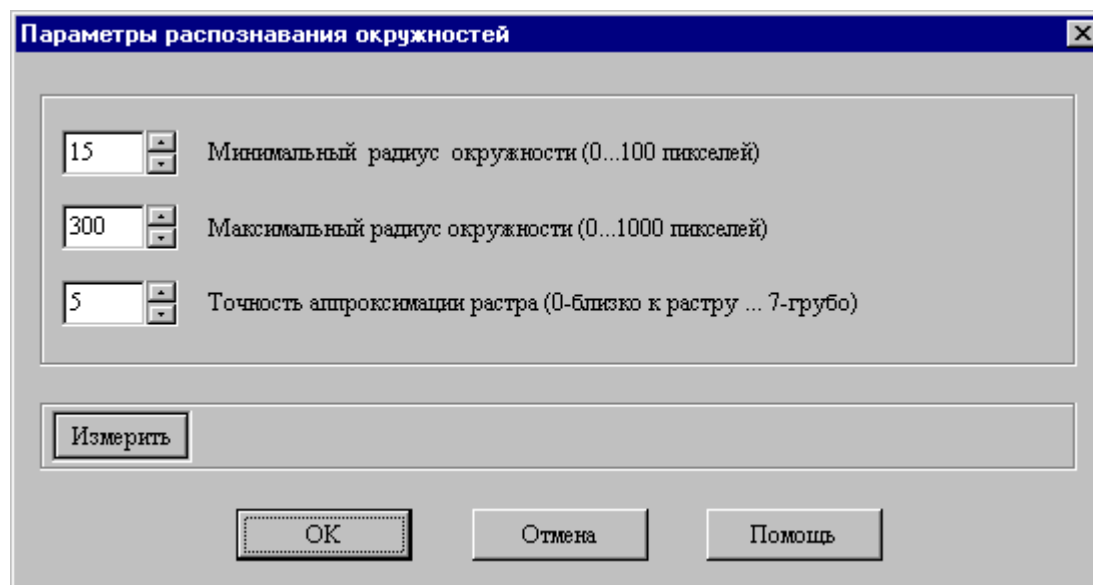 Параметры распознавания окружностей
15 Минимальный радиус окружности (0...100 пикселей)
300 Максимальный радиус окружности (0...1000 пикселей)
5 Точность аппроксимации растра (0-близко к растру ... 7-грубо)
Измерить
OK Отмена Помощь